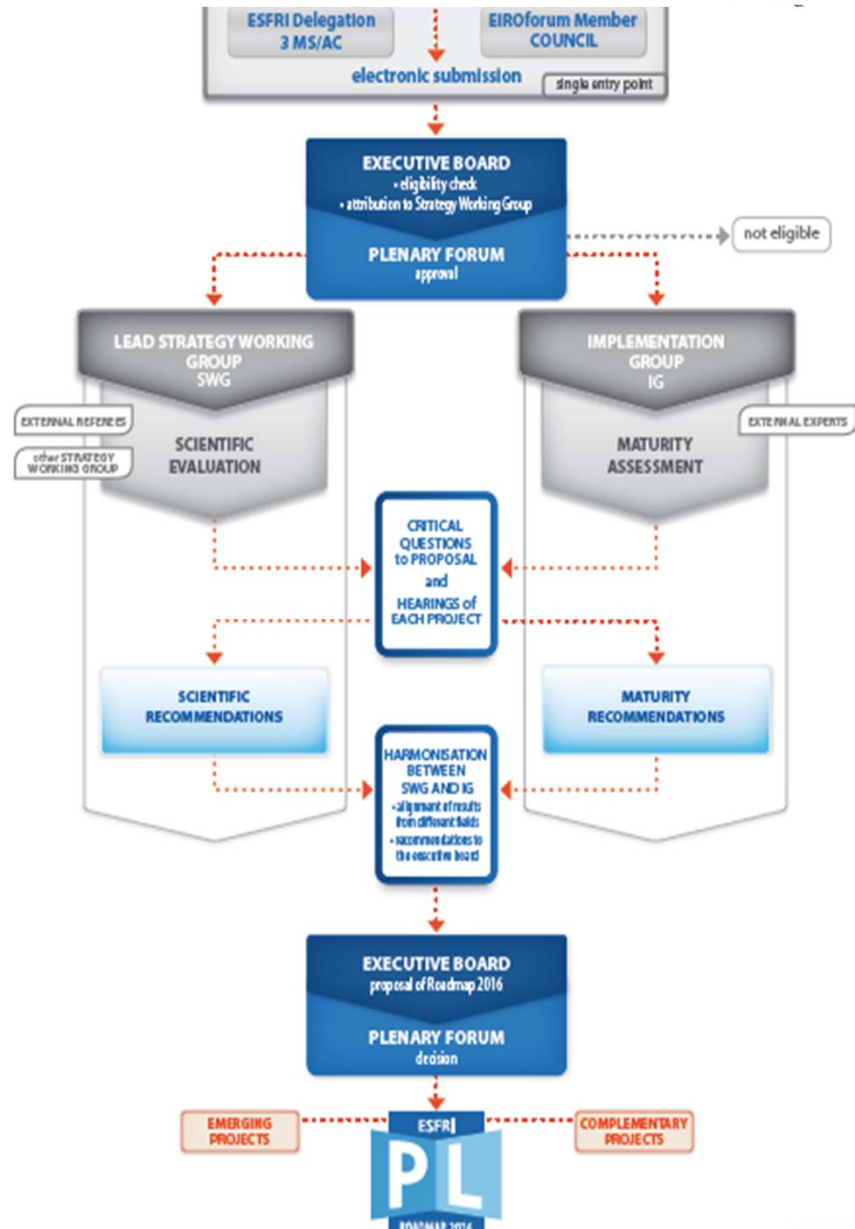 ESFRI Delegation
3 MS/AC
EIROforum Member
COUNCIL
electronic submission
single entry point
EXECUTIVE BOARD
• eligibility check
• attribution to Strategy Working Group
PLENARY FORUM
approval
not eligible
LEAD STRATEGY WORKING
GROUP
SWG
IMPLEMENTATION
GROUP
IG
EXTERNAL REFEREES
other STRATEGY
WORKING GROUP
SCIENTIFIC
EVALUATION
MATURITY
ASSESSMENT
EXTERNAL EXPERTS
CRITICAL
QUESTIONS
to PROPOSAL
and
HEARINGS of
EACH PROJECT
SCIENTIFIC
RECOMMENDATIONS
MATURITY
RECOMMENDATIONS
HARMONISATION
BETWEEN
SWG AND IG
• alignment of results
from different fields
• recommendations to
the executive board
EXECUTIVE BOARD
proposal of Roadmap 2016
PLENARY FORUM
decision
EMERGING
PROJECTS
ESFRI
COMPLEMENTARY
PROJECTS
PL
ROADMAP 2016